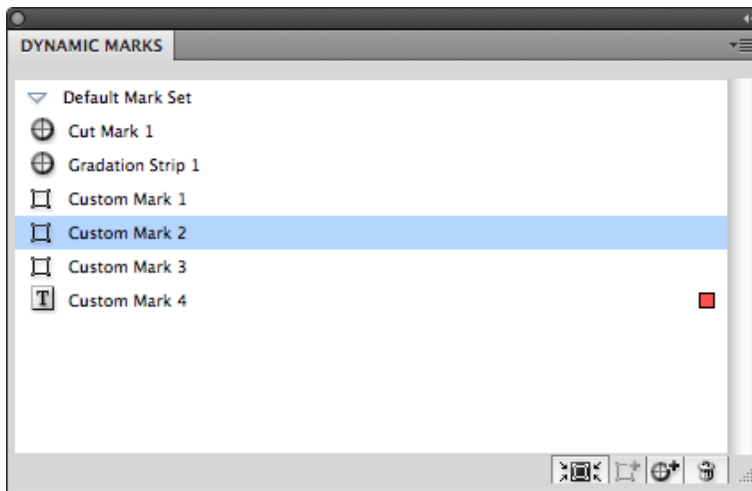 DYNAMIC MARKS
Default Mark Set
Cut Mark 1
Gradation Strip 1
Custom Mark 1
Custom Mark 2
Custom Mark 3
T Custom Mark 4